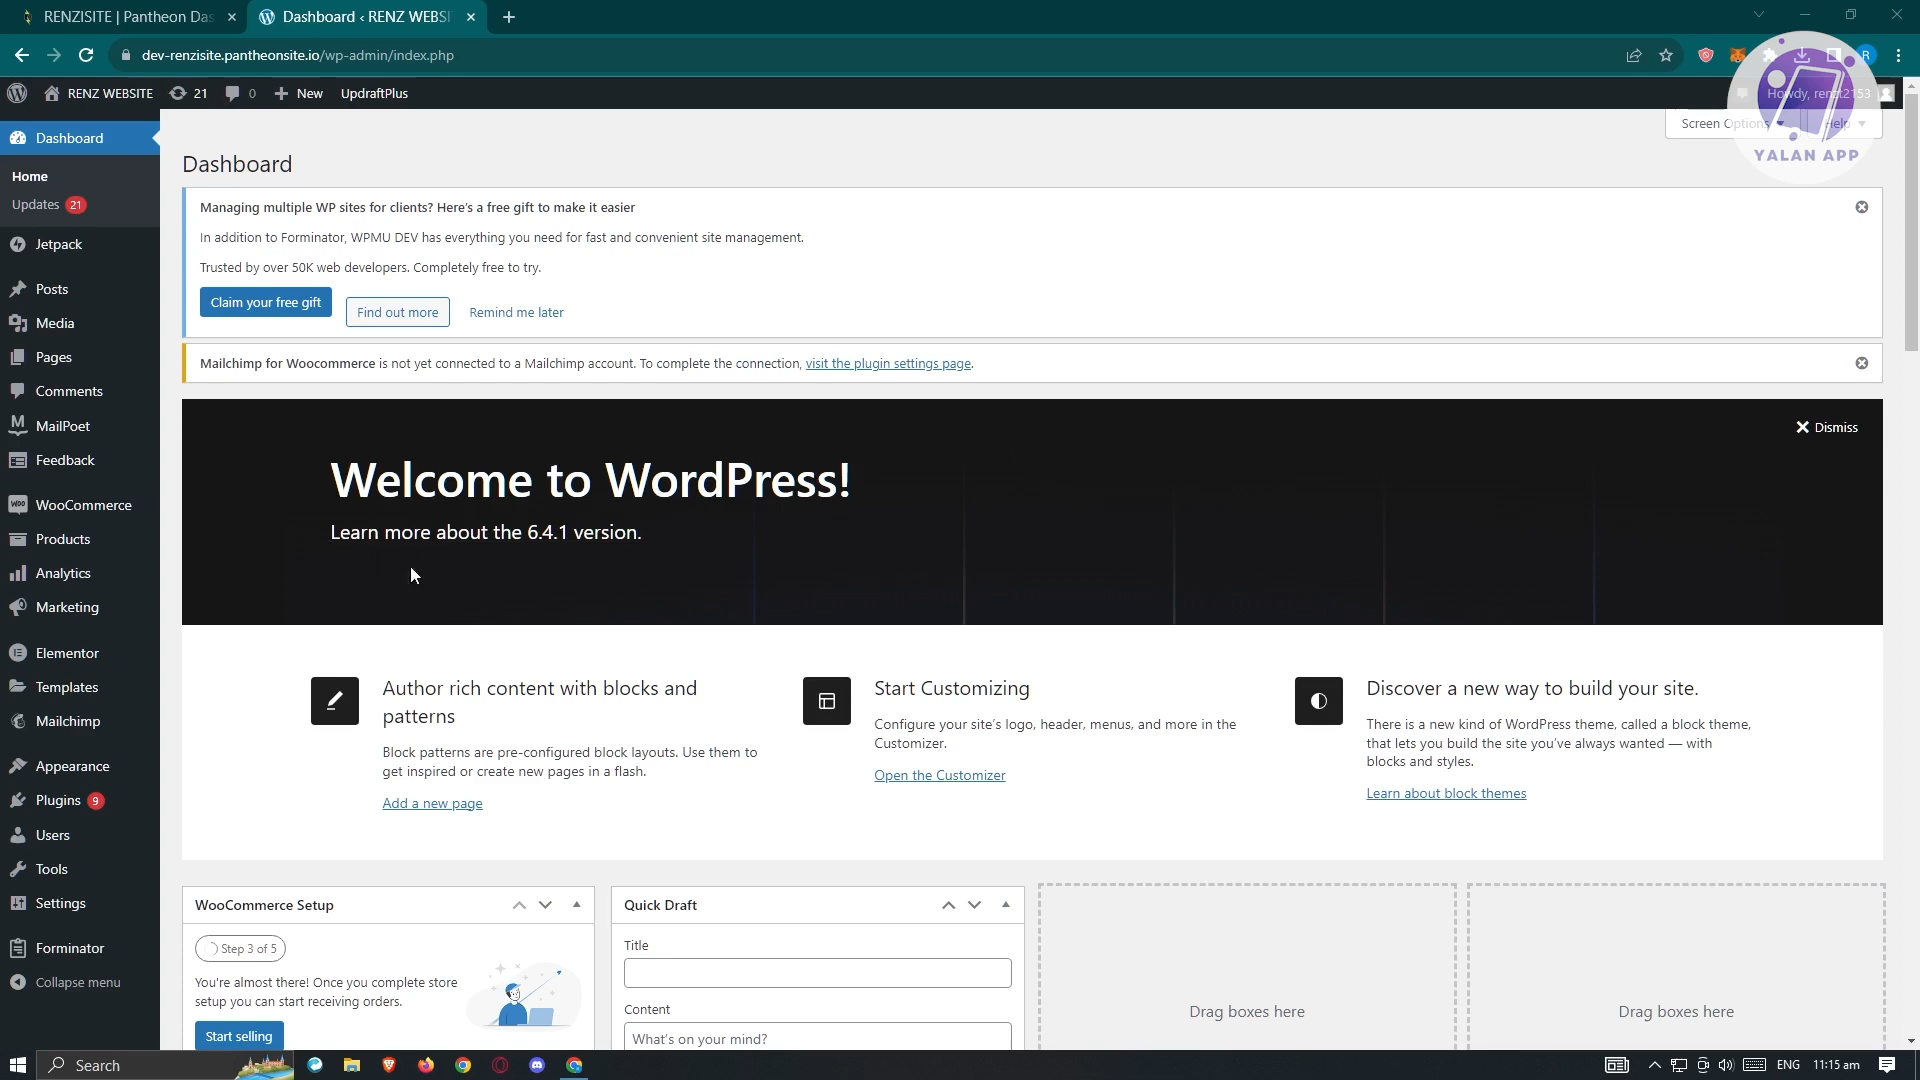 RENZISITE | Pantheon Das
Dashboard ‹ RENZ WEBSI
dev-renzisite.pantheonsite.io/wp-admin/index.php
RENZ WEBSITE
21
0
New
UpdraftPlus
Howdy, renzt2153
Screen Options
Help
YALAN APP
Dashboard
Home
Updates 21
Jetpack
Posts
Media
Pages
Comments
MailPoet
Feedback
WooCommerce
Products
Analytics
Marketing
Elementor
Templates
Mailchimp
Appearance
Plugins 9
Users
Tools
Settings
Forminator
Collapse menu
Dashboard
Managing multiple WP sites for clients? Here's a free gift to make it easier
In addition to Forminator, WPMU DEV has everything you need for fast and convenient site management.
Trusted by over 50K web developers. Completely free to try.
Claim your free gift
Find out more
Remind me later
Mailchimp for Woocommerce is not yet connected to a Mailchimp account. To complete the connection, visit the plugin settings page.
Dismiss
Welcome to WordPress!
Learn more about the 6.4.1 version.
Author rich content with blocks and
patterns
Block patterns are pre-configured block layouts. Use them to
get inspired or create new pages in a flash.
Add a new page
Start Customizing
Configure your site's logo, header, menus, and more in the
Customizer.
Open the Customizer
Discover a new way to build your site.
There is a new kind of WordPress theme, called a block theme,
that lets you build the site you've always wanted — with
blocks and styles.
Learn about block themes
WooCommerce Setup
Step 3 of 5
You're almost there! Once you complete store
setup you can start receiving orders.
Start selling
Quick Draft
Title
Content
What's on your mind?
Drag boxes here
Drag boxes here
Search
ENG
11:15 am